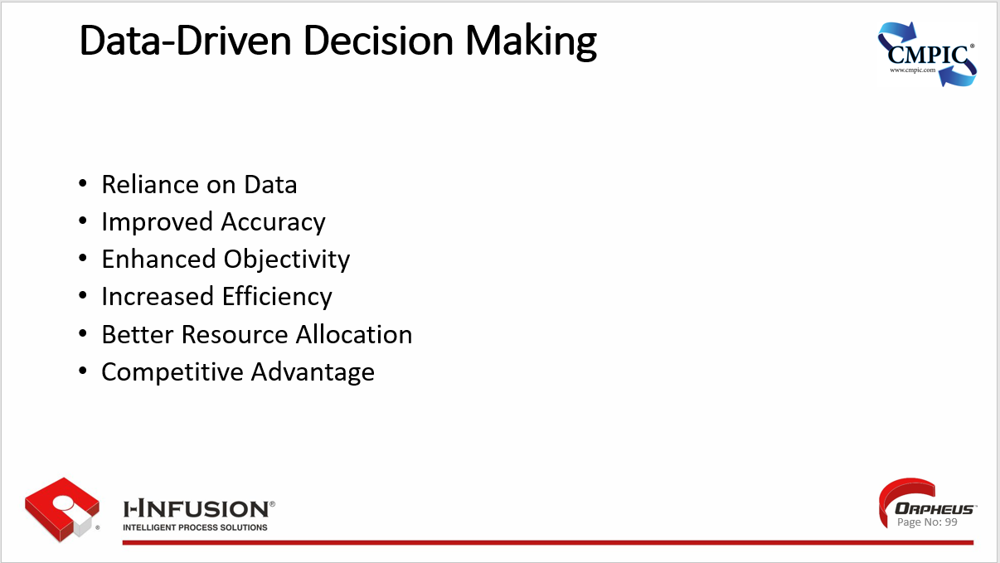 Data-Driven Decision Making
CMPIC®
www.cmpic.com
• Reliance on Data
• Improved Accuracy
• Enhanced Objectivity
• Increased Efficiency
• Better Resource Allocation
• Competitive Advantage
®
I-INFUSION®
INTELLIGENT PROCESS SOLUTIONS
ORPHEUS™
Page No: 99